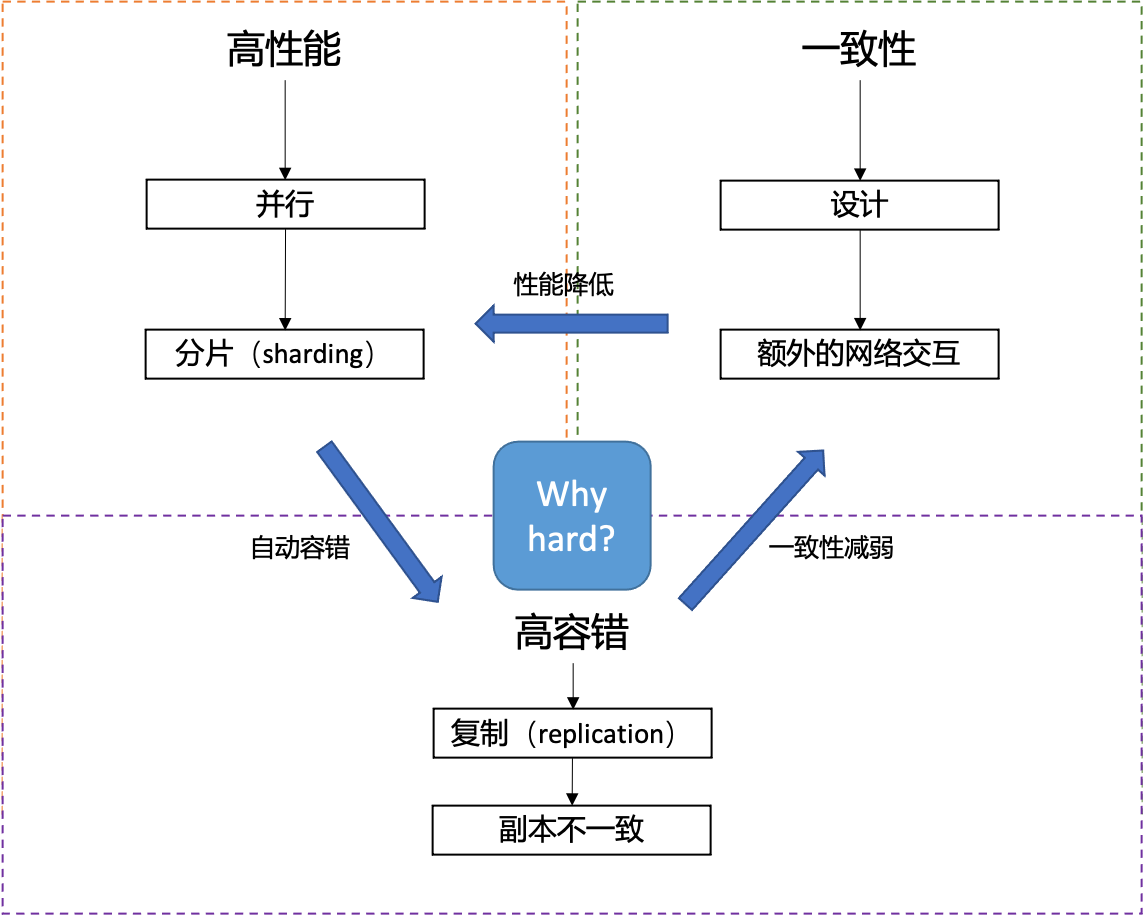 高性能
一致性
并行
设计
性能降低
分片（sharding）
额外的网络交互
Why
hard?
自动容错
一致性减弱
高容错
复制（replication）
副本不一致